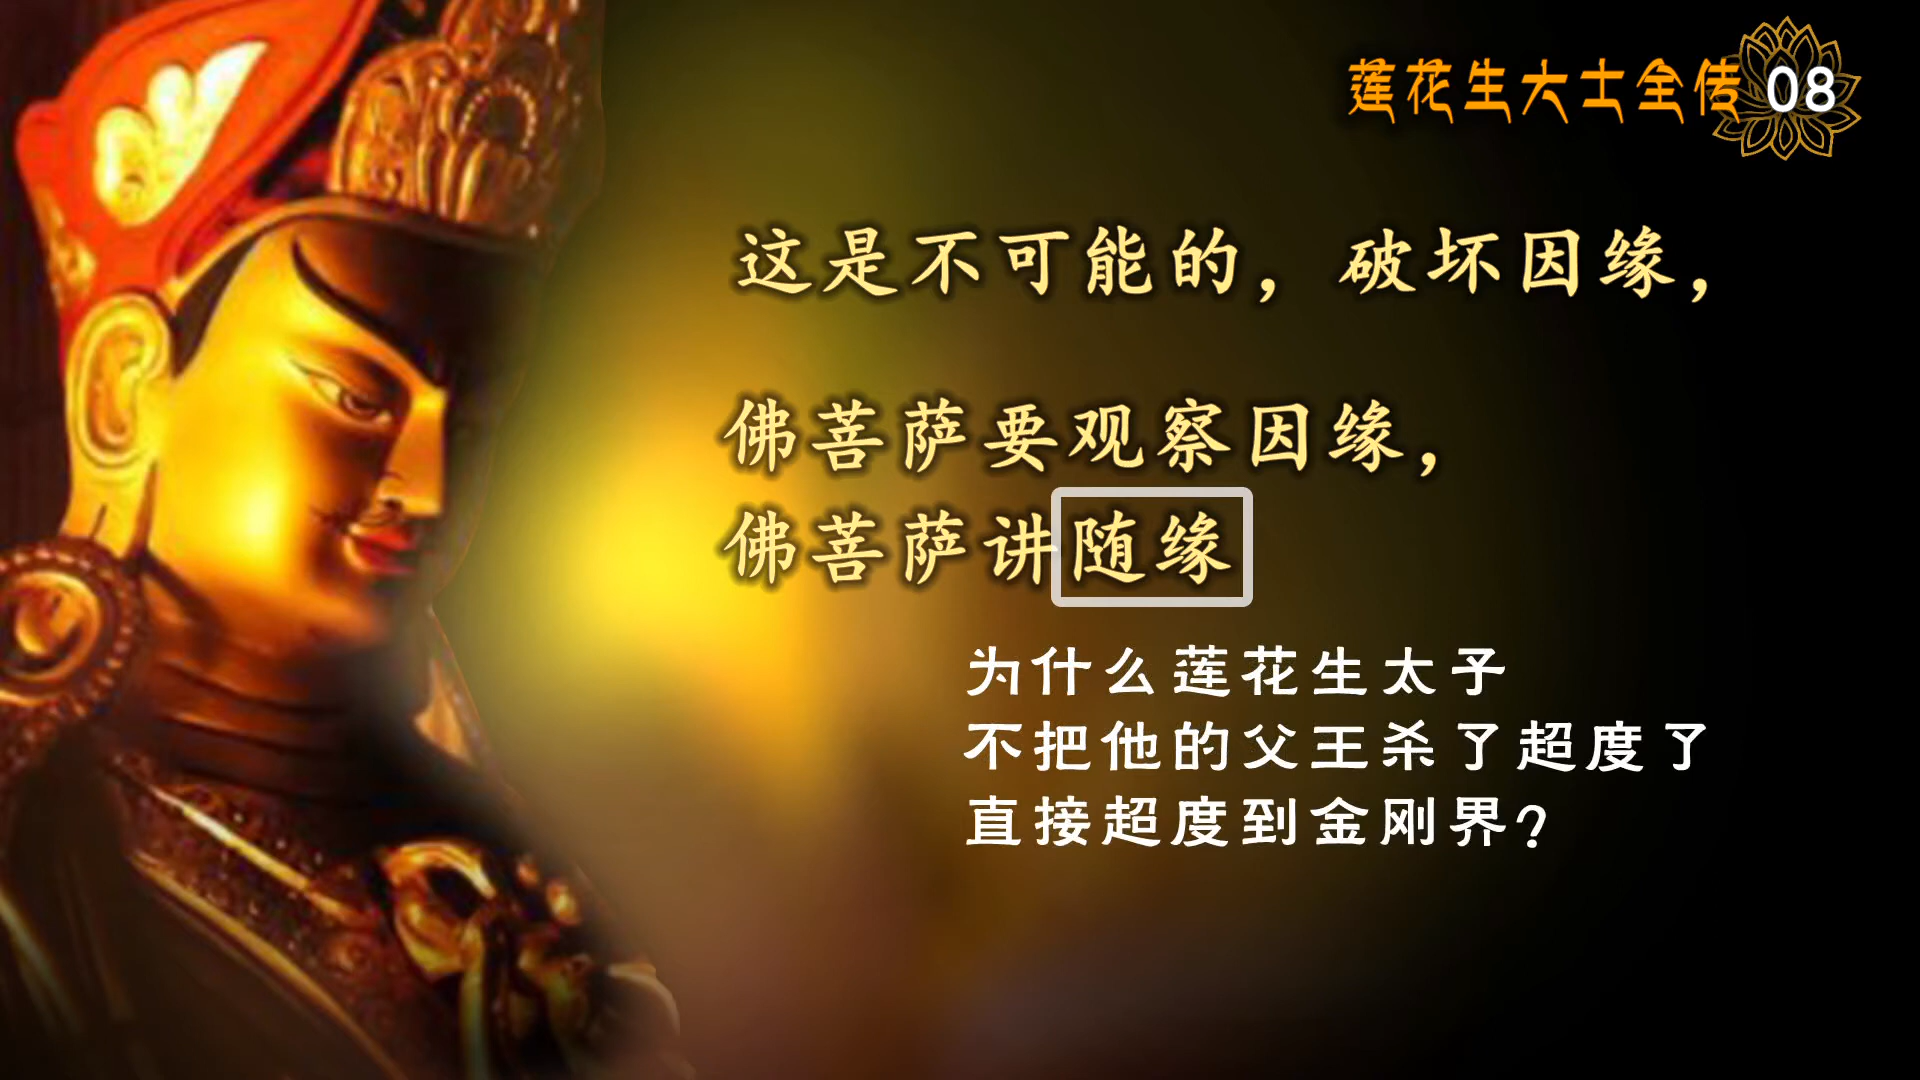 莲花生大士全传 08
这是不可能的，破坏因缘，
佛菩萨要观察因缘，
佛菩萨讲随缘
为什么莲花生太子
不把他的父王杀了超度了
直接超度到金刚界?